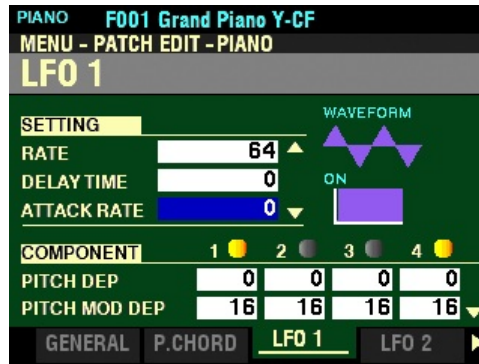 PIANO F001 Grand Piano Y-CF
MENU - PATCH EDIT - PIANO
LFO 1
WAVEFORM
SETTING
RATE 64
DELAY TIME 0
ON
ATTACK RATE 0
COMPONENT 1 2 3 4
PITCH DEP 0 0 0 0
PITCH MOD DEP 16 16 16 16
GENERAL P.CHORD LFO 1 LFO 2